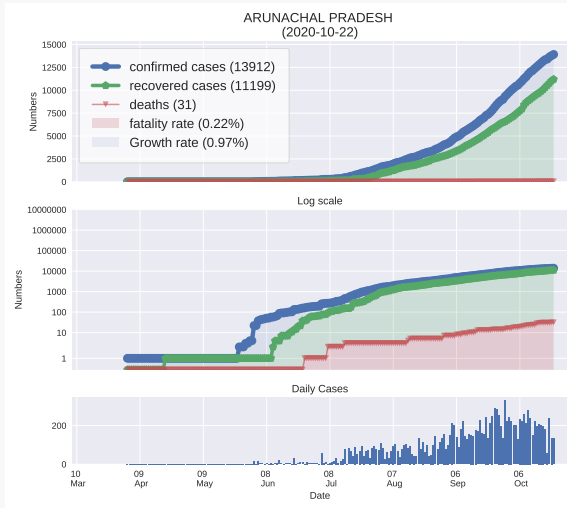 ARUNACHAL PRADESH
(2020-10-22)
15000
12500
10000
7500
5000
2500
0
Numbers
confirmed cases (13912)
recovered cases (11199)
deaths (31)
fatality rate (0.22%)
Growth rate (0.97%)
Log scale
10000000
1000000
100000
10000
1000
100
10
1
Numbers
Daily Cases
200
0
10 09 09 08 08 07 06 06
Mar Apr May Jun Jul Aug Sep Oct
Date